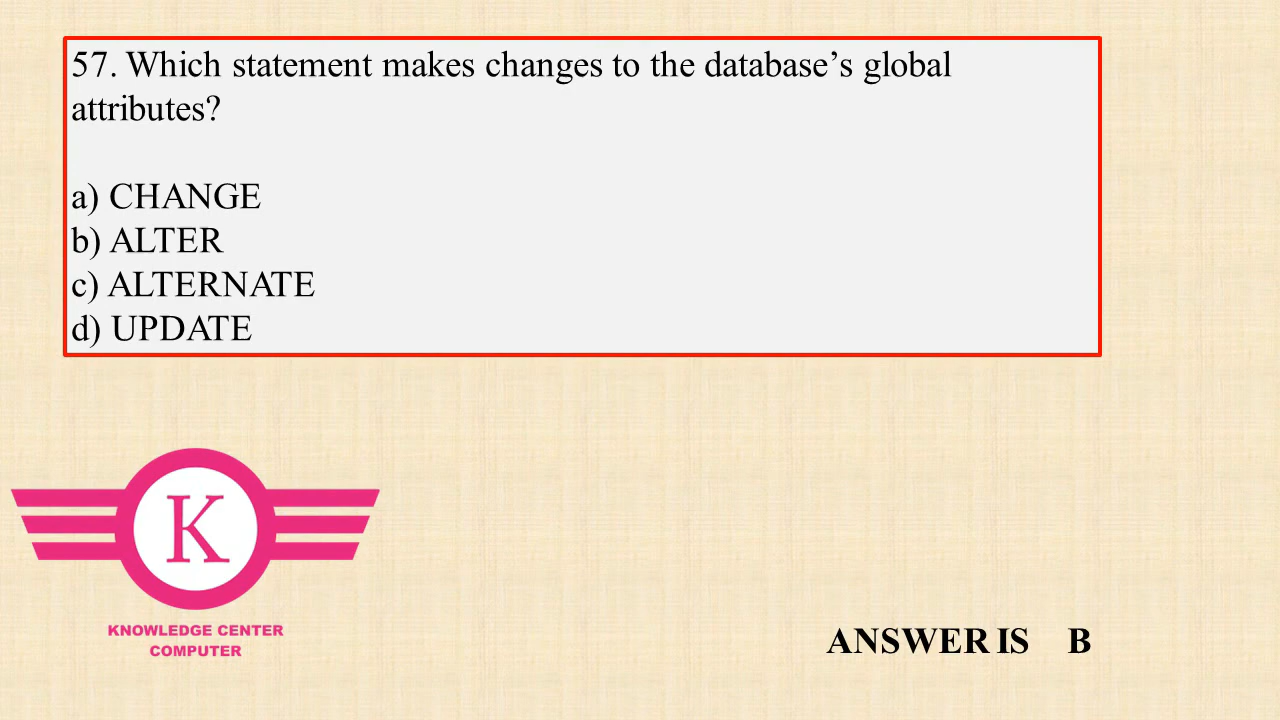 57. Which statement makes changes to the database’s global
attributes?
a) CHANGE
b) ALTER
c) ALTERNATE
d) UPDATE
K
KNOWLEDGE CENTER
COMPUTER
ANSWER IS B